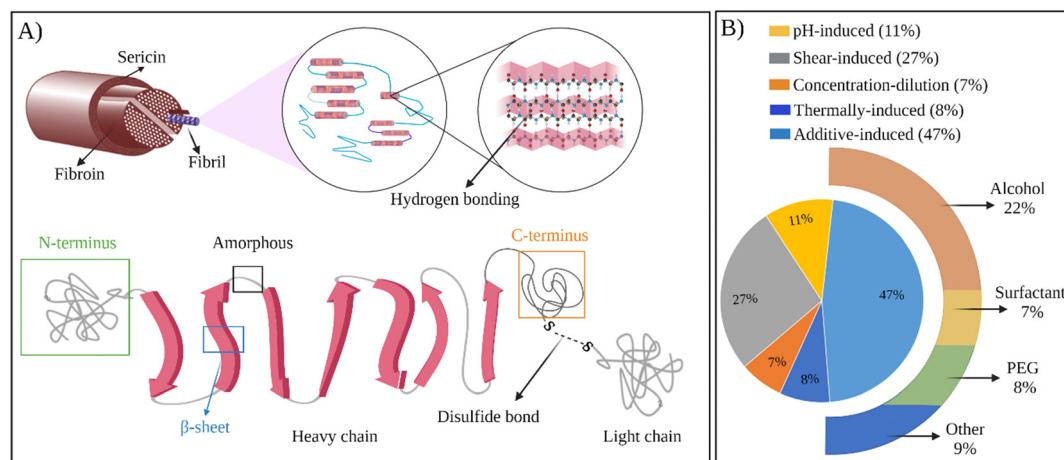 A)
Sericin
Fibroin
Fibril
Hydrogen bonding
N-terminus
Amorphous
C-terminus
S
S
β-sheet
Heavy chain
Disulfide bond
Light chain
B)
pH-induced (11%)
Shear-induced (27%)
Concentration-dilution (7%)
Thermally-induced (8%)
Additive-induced (47%)
11%
27%
47%
7%
8%
Alcohol
22%
Surfactant
7%
PEG
8%
Other
9%